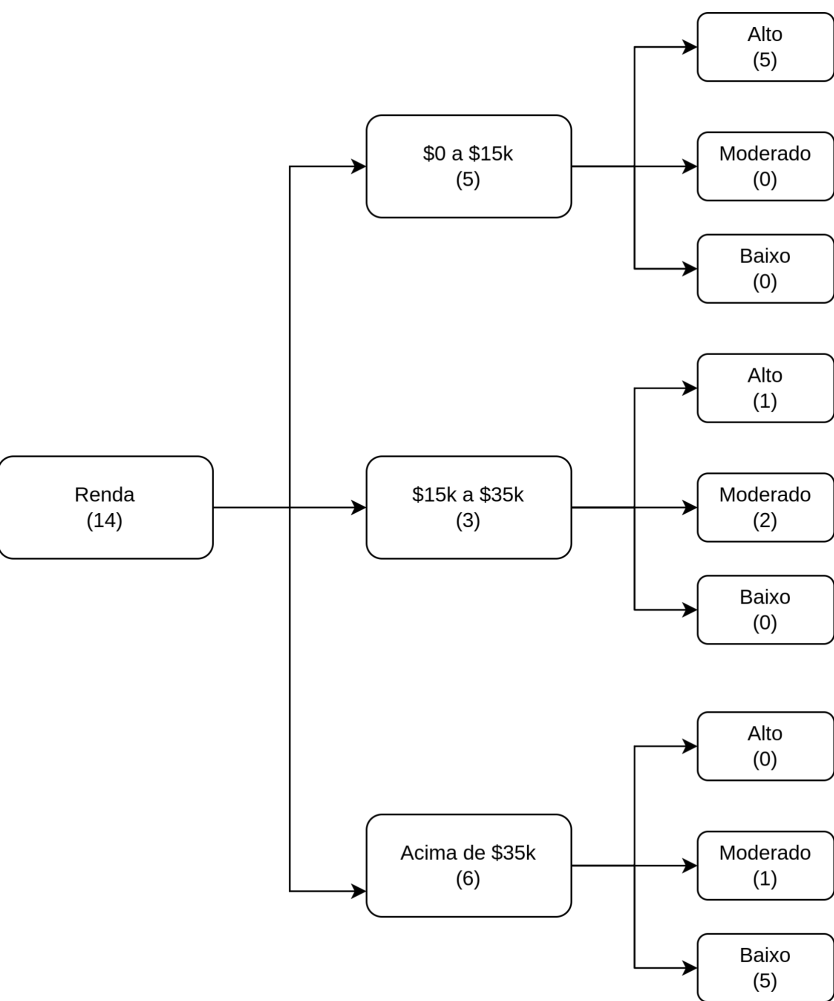 Alto
(5)
$0 a $15k
(5)
Moderado
(0)
Baixo
(0)
Alto
(1)
Renda
(14)
$15k a $35k
(3)
Moderado
(2)
Baixo
(0)
Alto
(0)
Acima de $35k
(6)
Moderado
(1)
Baixo
(5)